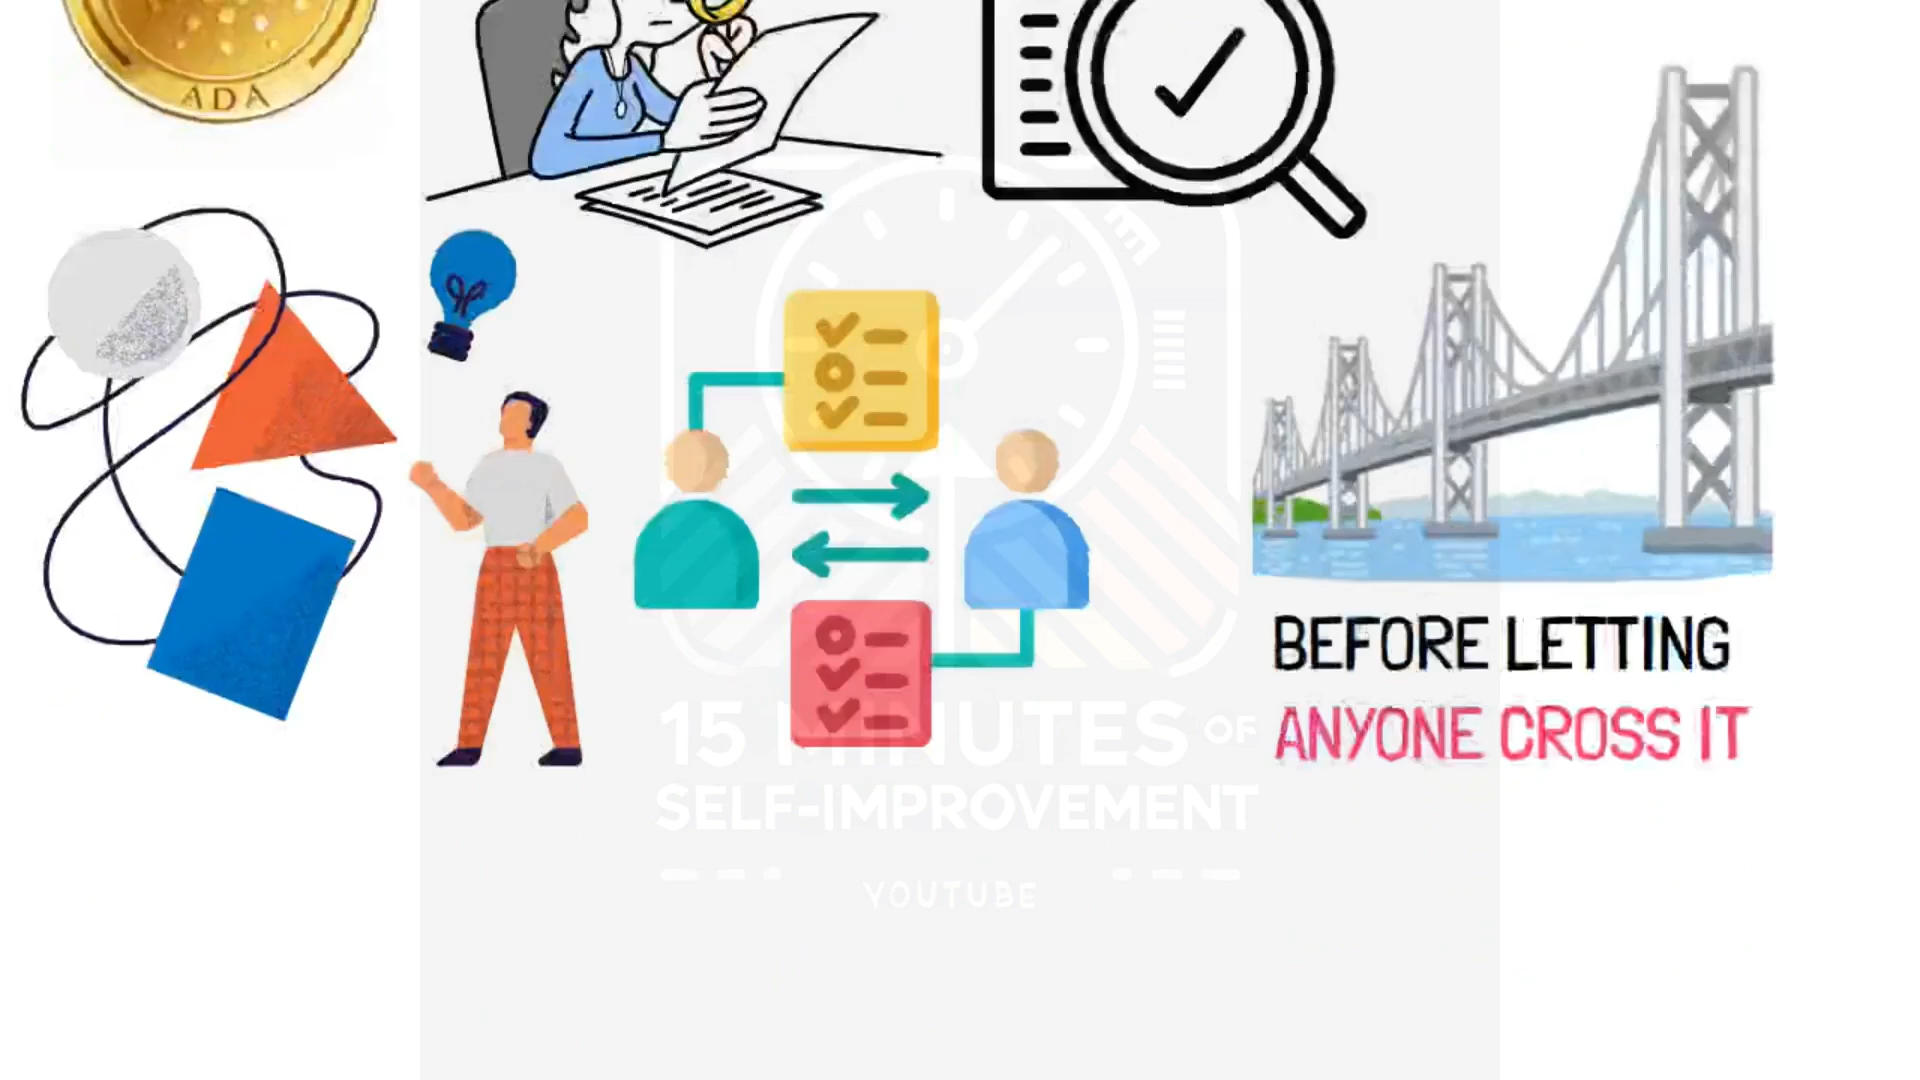 ADA
BEFORE LETTING
ANYONE CROSS IT
15 MINUTES OF
SELF-IMPROVEMENT
YOUTUBE